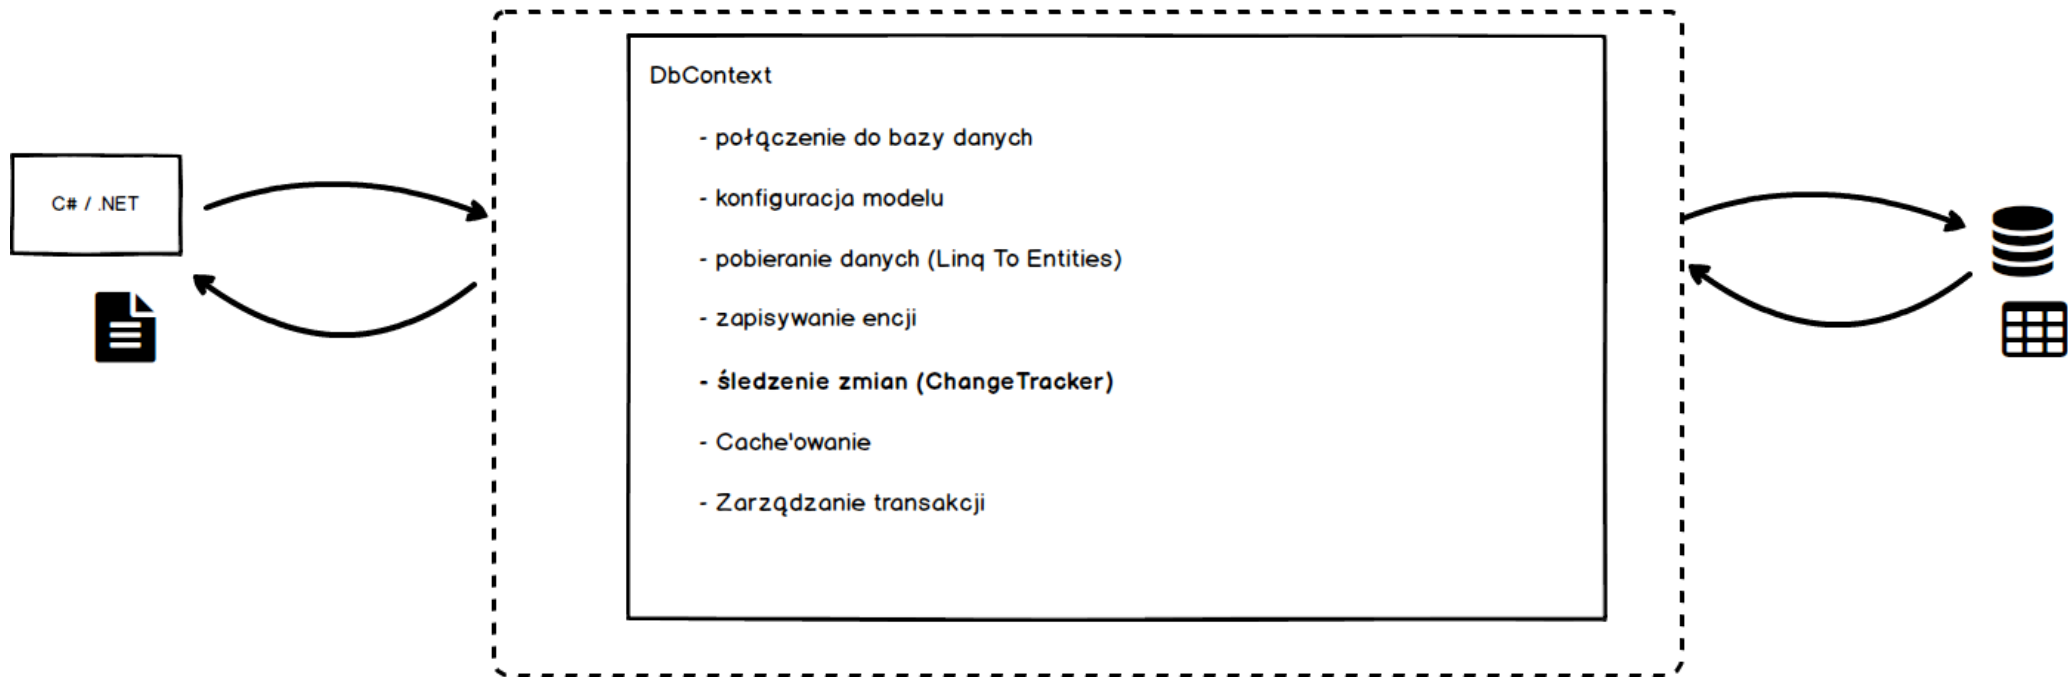 DbContext
- połączenie do bazy danych
- konfiguracja modelu
C# / .NET
- pobieranie danych (Linq To Entities)
- zapisywanie encji
- śledzenie zmian (ChangeTracker)
- Cache'owanie
- Zarządzanie transakcji